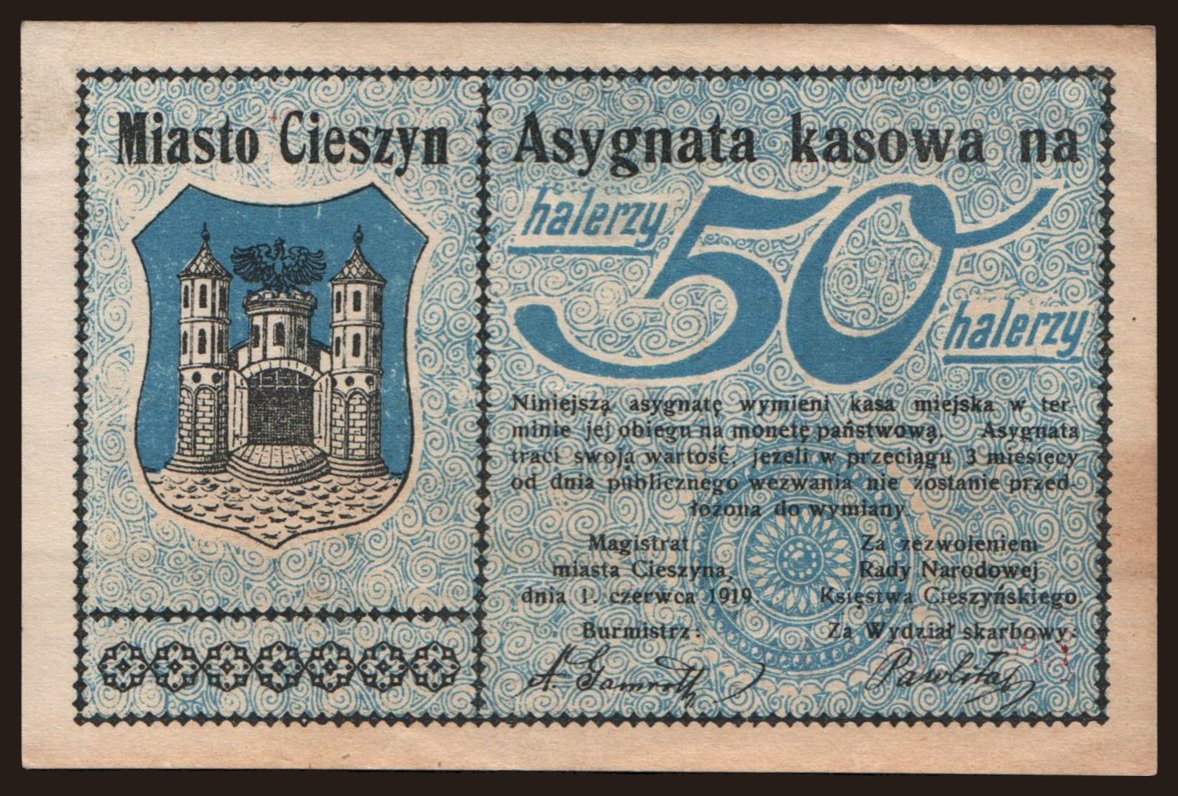 Miasto Cieszyn
Asygnata kasowa na
halerzy
50
halerzy
Niniejszą asygnatę wymieni kasa miejska w ter-
minie jej obiegu na monetę państwową. Asygnata
traci swoją wartość, jeżeli w przeciągu 3 miesięcy
od dnia publicznego wezwania nie zostanie przed-
łożona do wymiany.
Magistrat
miasta Cieszyna,
dnia 1. czerwca 1919.
Burmistrz:
Za zezwoleniem
Rady Narodowej
Księstwa Cieszyńskiego
Za Wydział skarbowy: